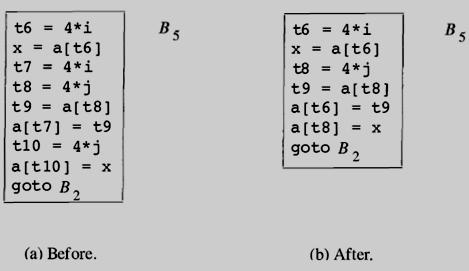 t6 = 4*i
x = a[t6]
t7 = 4*i
t8 = 4*j
t9 = a[t8]
a[t7] = t9
t10 = 4*j
a[t10] = x
goto B2
B5
(a) Before.
t6 = 4*i
x = a[t6]
t8 = 4*j
t9 = a[t8]
a[t6] = t9
a[t8] = x
goto B2
B5
(b) After.